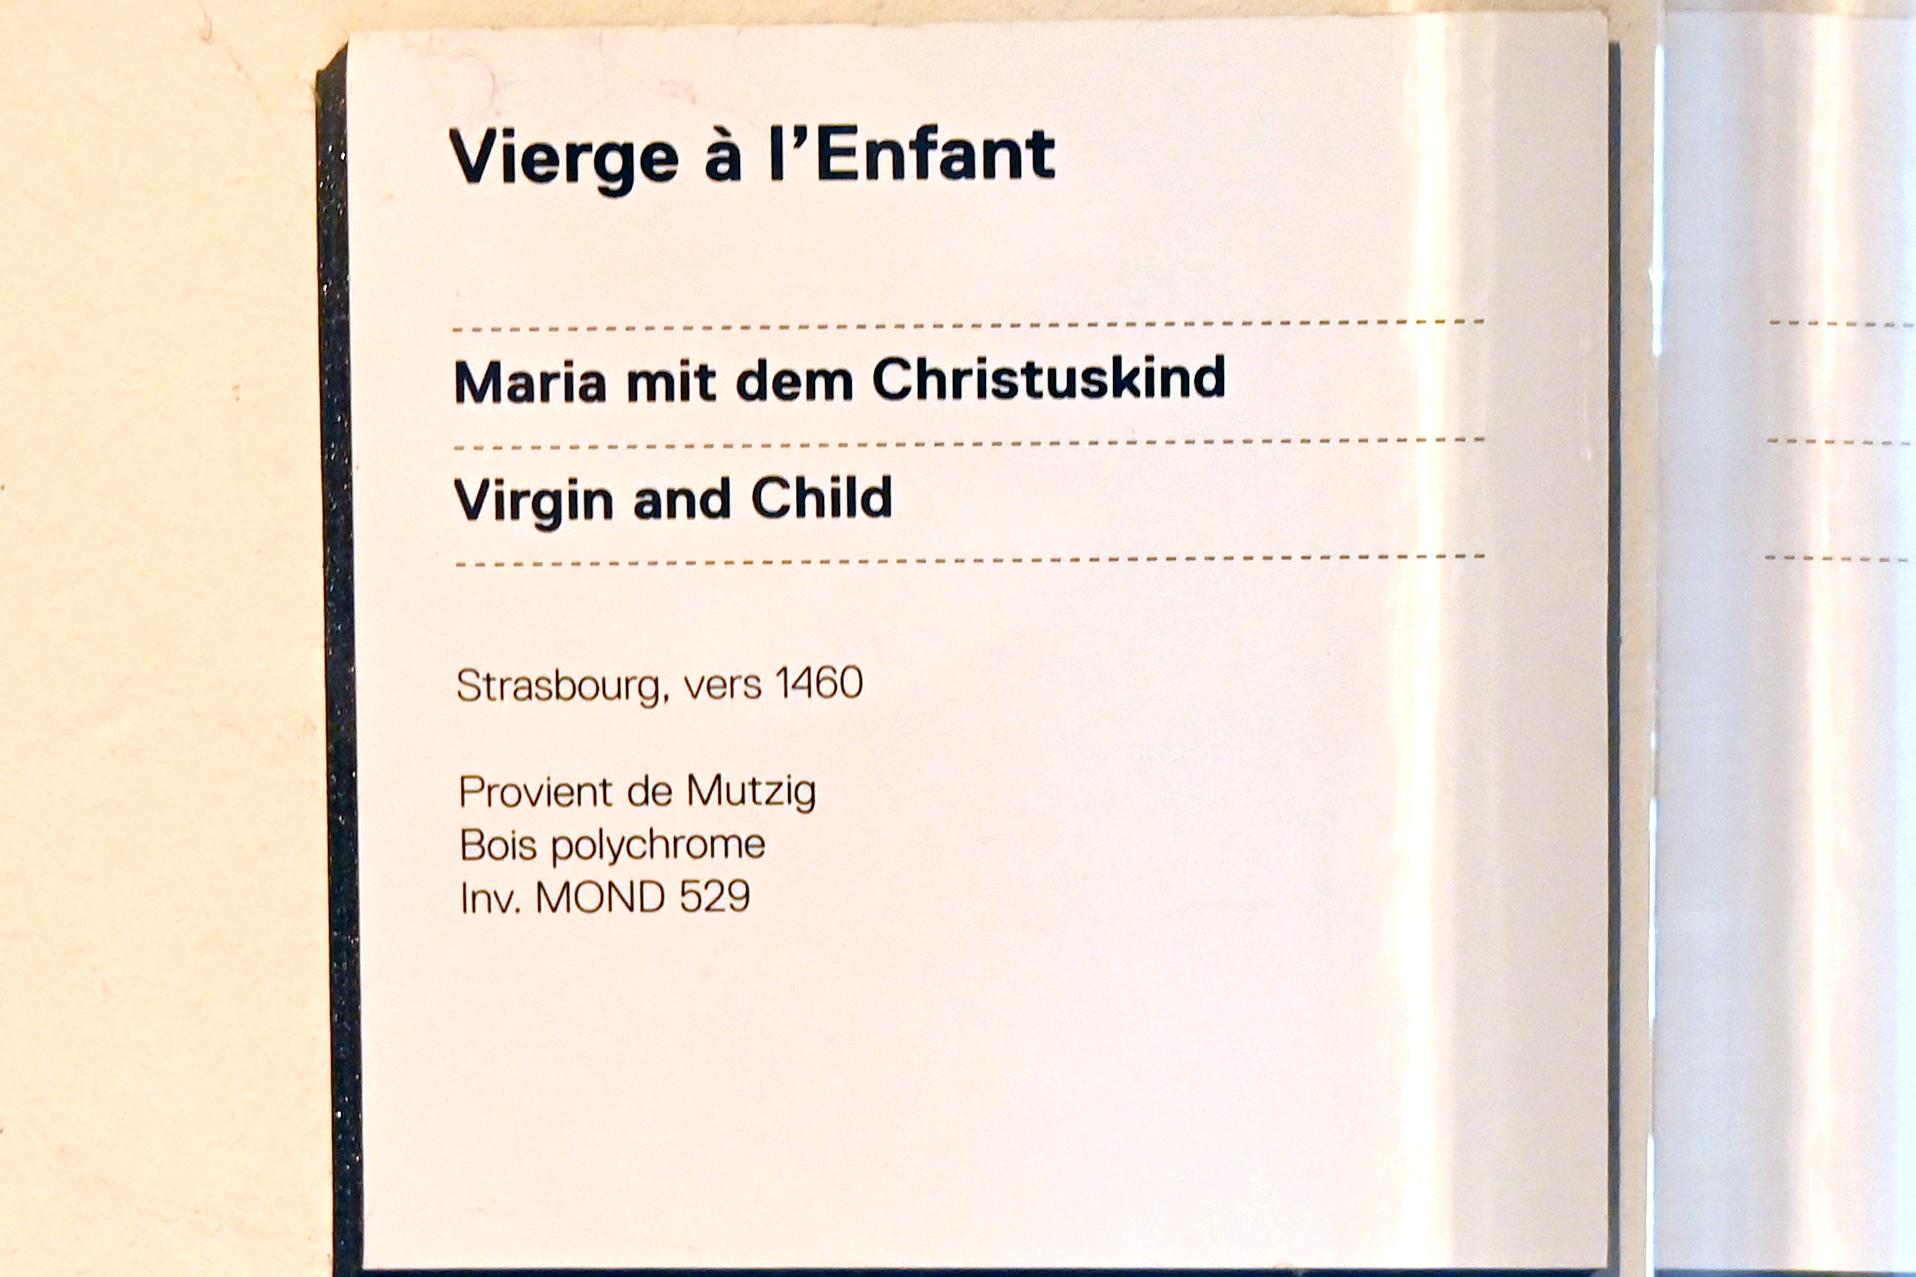 Vierge à l’Enfant
Maria mit dem Christuskind
Virgin and Child
Strasbourg, vers 1460
Provient de Mutzig
Bois polychrome
Inv. MOND 529